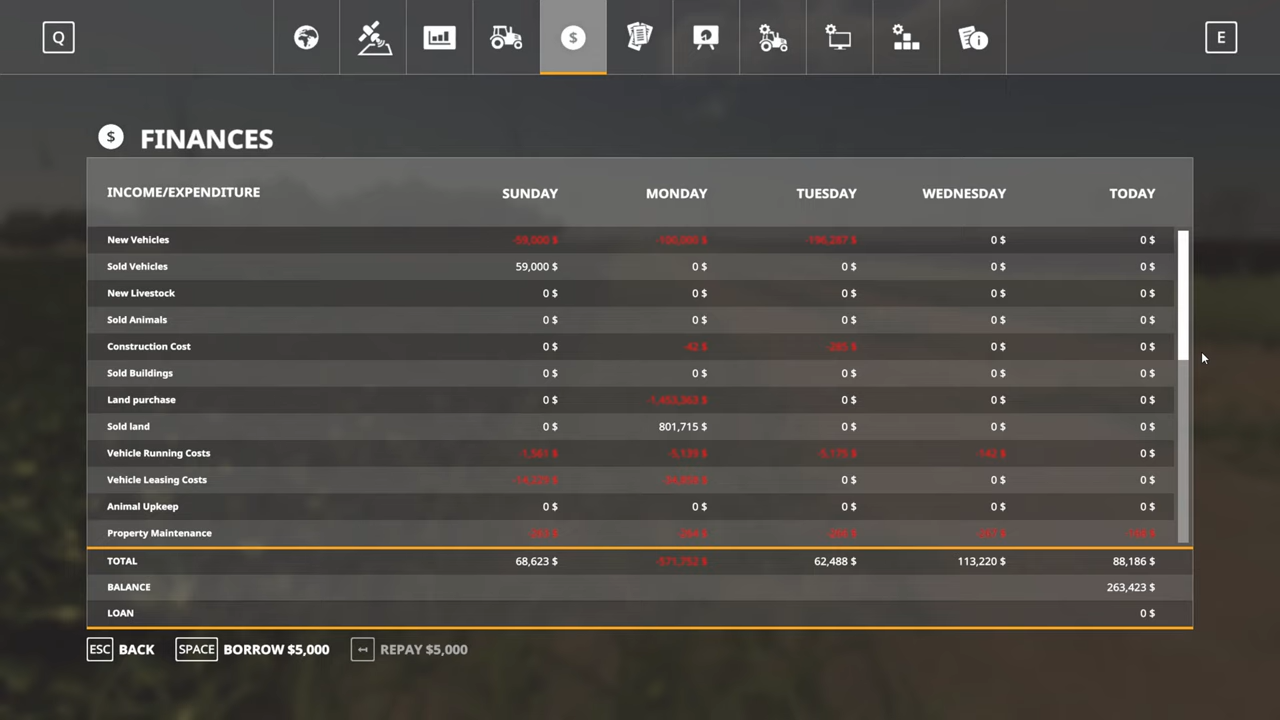 Q
$
E
$ FINANCES
INCOME/EXPENDITURE SUNDAY MONDAY TUESDAY WEDNESDAY TODAY
New Vehicles -59,000 $ -100,000 $ 0 $ 0 $
Sold Vehicles 59,000 $ 0 $ 0 $ 0 $ 0 $
New Livestock 0 $ 0 $ 0 $ 0 $ 0 $
Sold Animals 0 $ 0 $ 0 $ 0 $ 0 $
Construction Cost 0 $ -42 $ 0 $ 0 $
Sold Buildings 0 $ 0 $ 0 $ 0 $ 0 $
Land purchase 0 $ 0 $ 0 $ 0 $
Sold land 0 $ 801,715 $ 0 $ 0 $ 0 $
Vehicle Running Costs -142 $ 0 $
Vehicle Leasing Costs 0 $ 0 $ 0 $
Animal Upkeep 0 $ 0 $ 0 $ 0 $ 0 $
Property Maintenance
TOTAL 68,623 $ -571,752 $ 62,488 $ 113,220 $ 88,186 $
BALANCE 263,423 $
LOAN 0 $
ESC BACK SPACE BORROW $5,000 REPAY $5,000